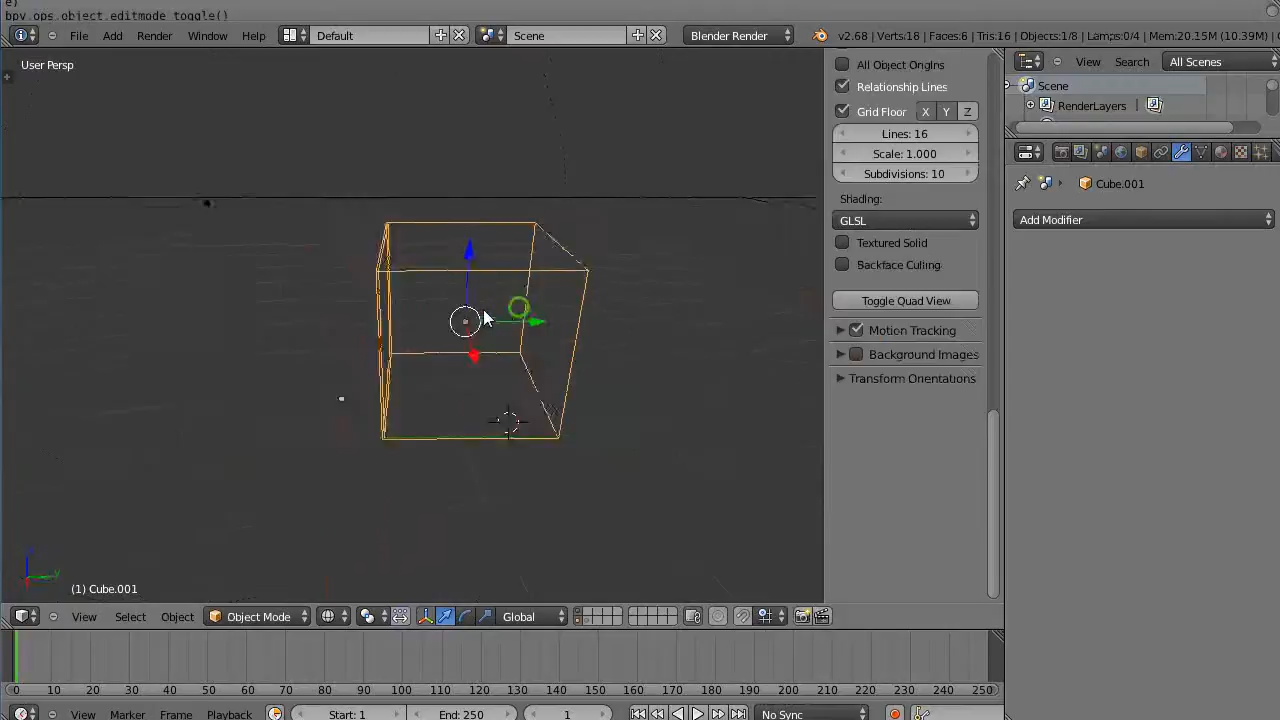 e)
bpy.ops.object.editmode_toggle()
File Add Render Window Help Default Scene Blender Render v2.68 | Verts:18 | Faces:6 | Tris:16 | Objects:1/8 | Lamps:0/4 | Mem:20.15M (10.39M) |
User Persp
All Object Origins
Relationship Lines
Grid Floor X Y Z
Lines: 16
Scale: 1.000
Subdivisions: 10
Shading:
GLSL
Textured Solid
Backface Culling
Toggle Quad View
Motion Tracking
Background Images
Transform Orientations
View Search All Scenes
Scene
RenderLayers
Cube.001
Add Modifier
(1) Cube.001
View Select Object Object Mode Global
0 10 20 30 40 50 60 70 80 90 100 110 120 130 140 150 160 170 180 190 200 210 220 230 240 250
View Marker Frame Playback Start: 1 End: 250 1 No Sync